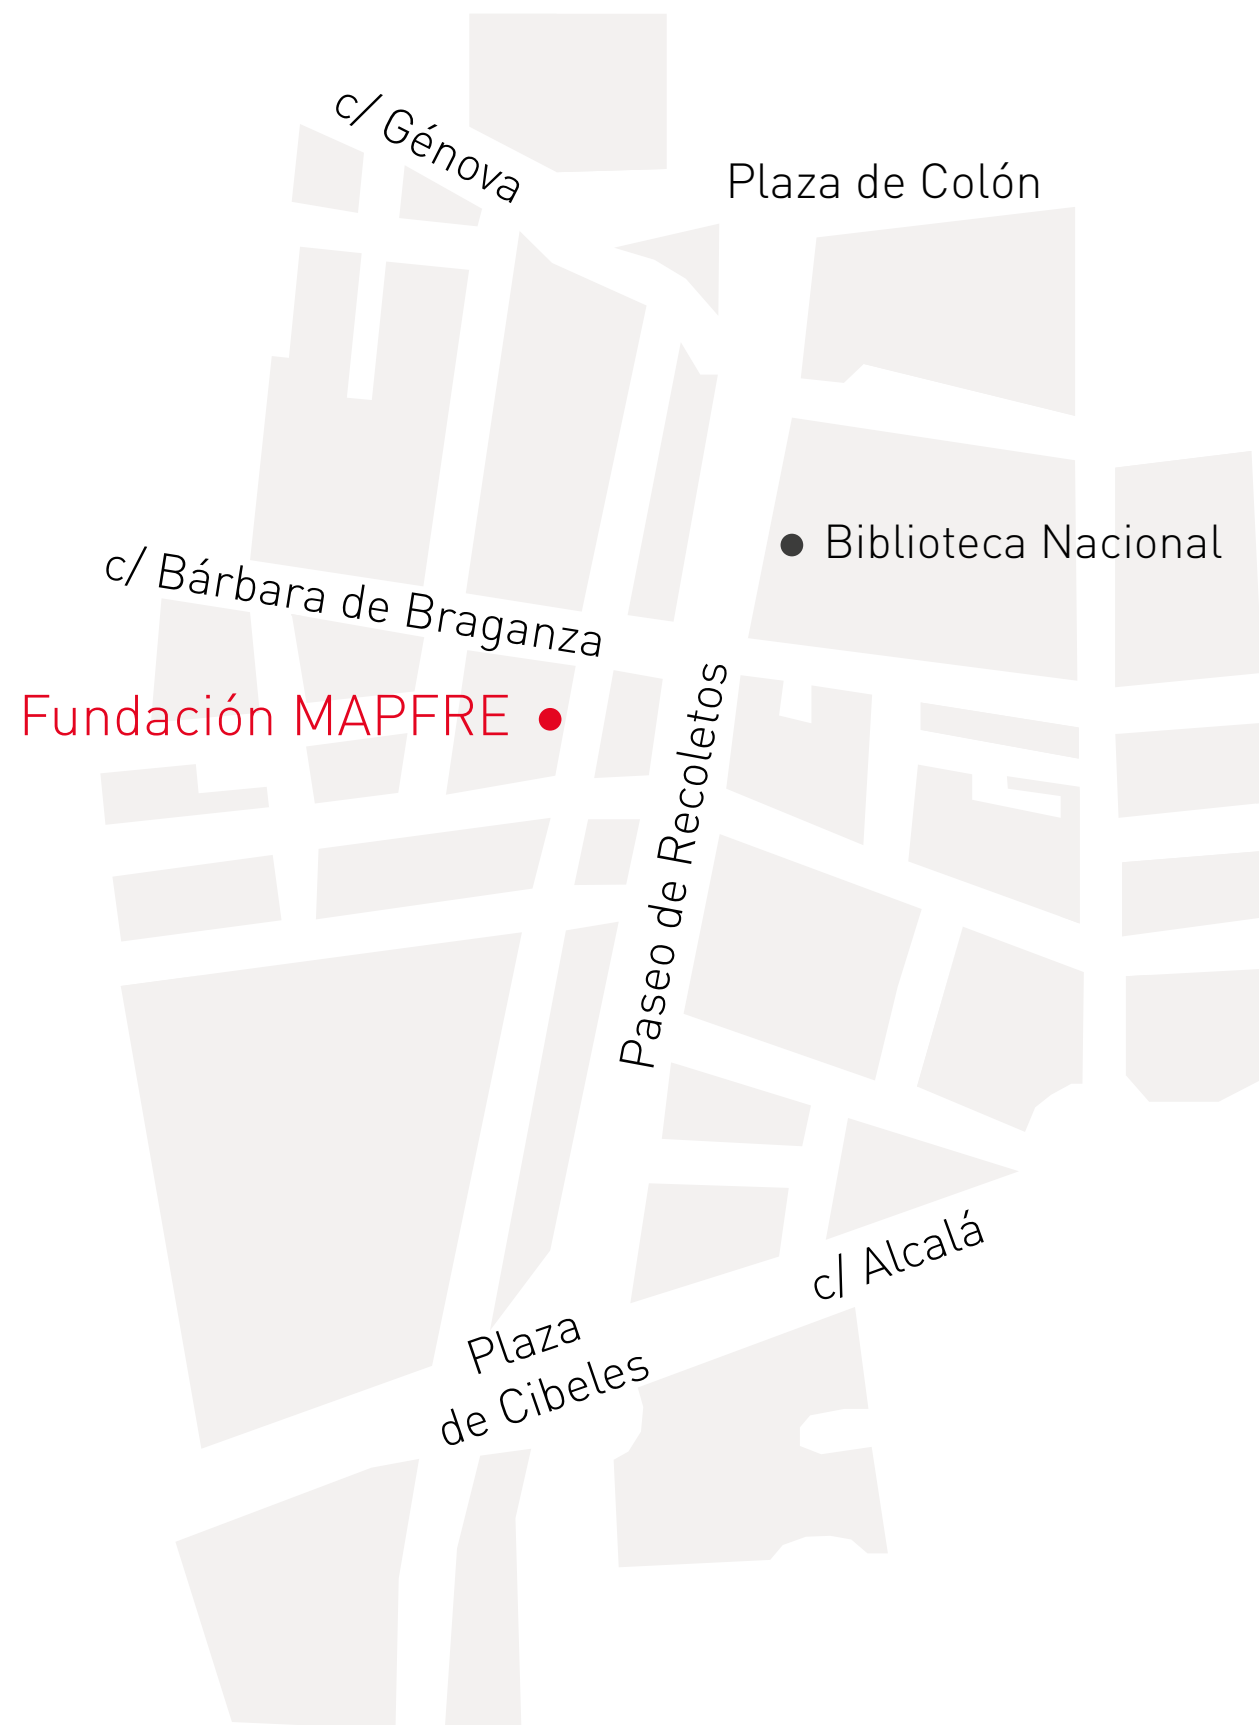 c/ Génova
Plaza de Colón
Biblioteca Nacional
c/ Bárbara de Braganza
Fundación MAPFRE
Paseo de Recoletos
c/ Alcalá
Plaza
de Cibeles